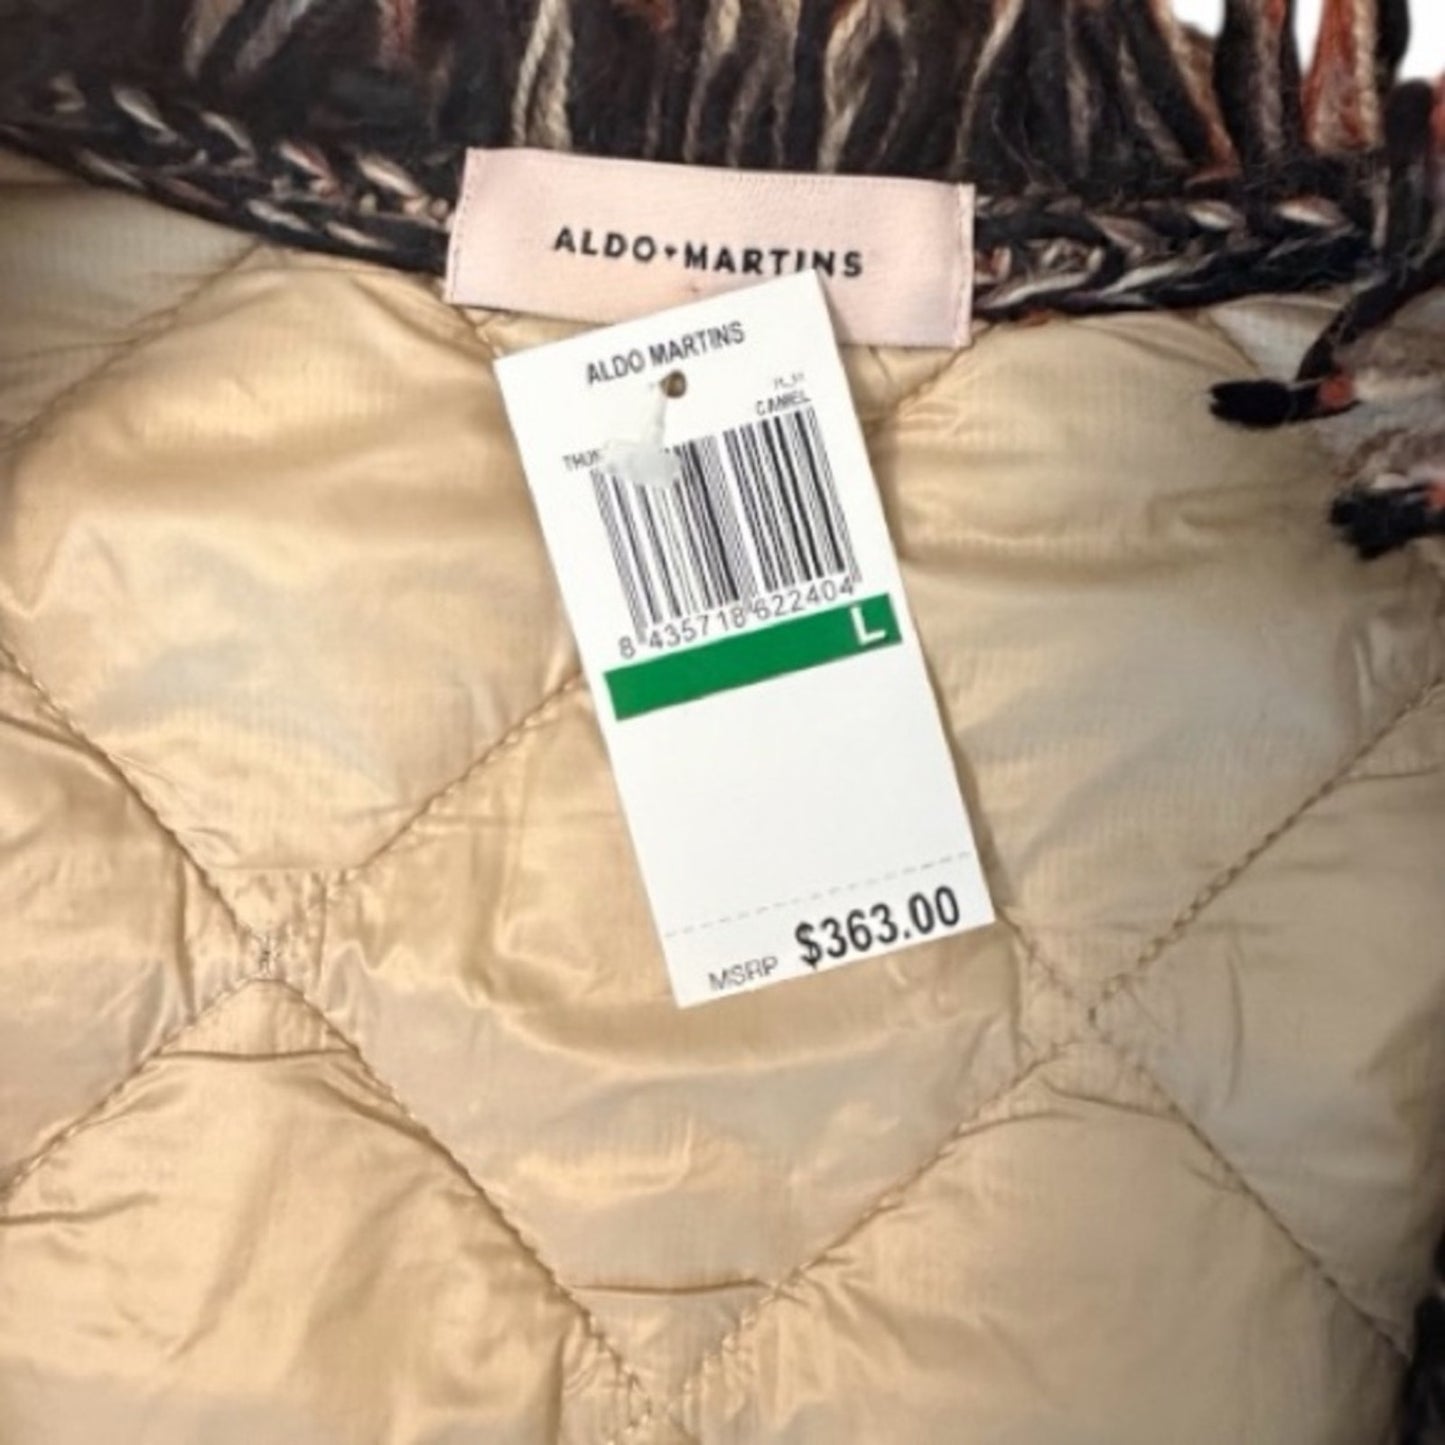 ALDO+MARTINS
ALDO MARTINS
CAMEL
8 435718 622404
L
MSRP $363.00